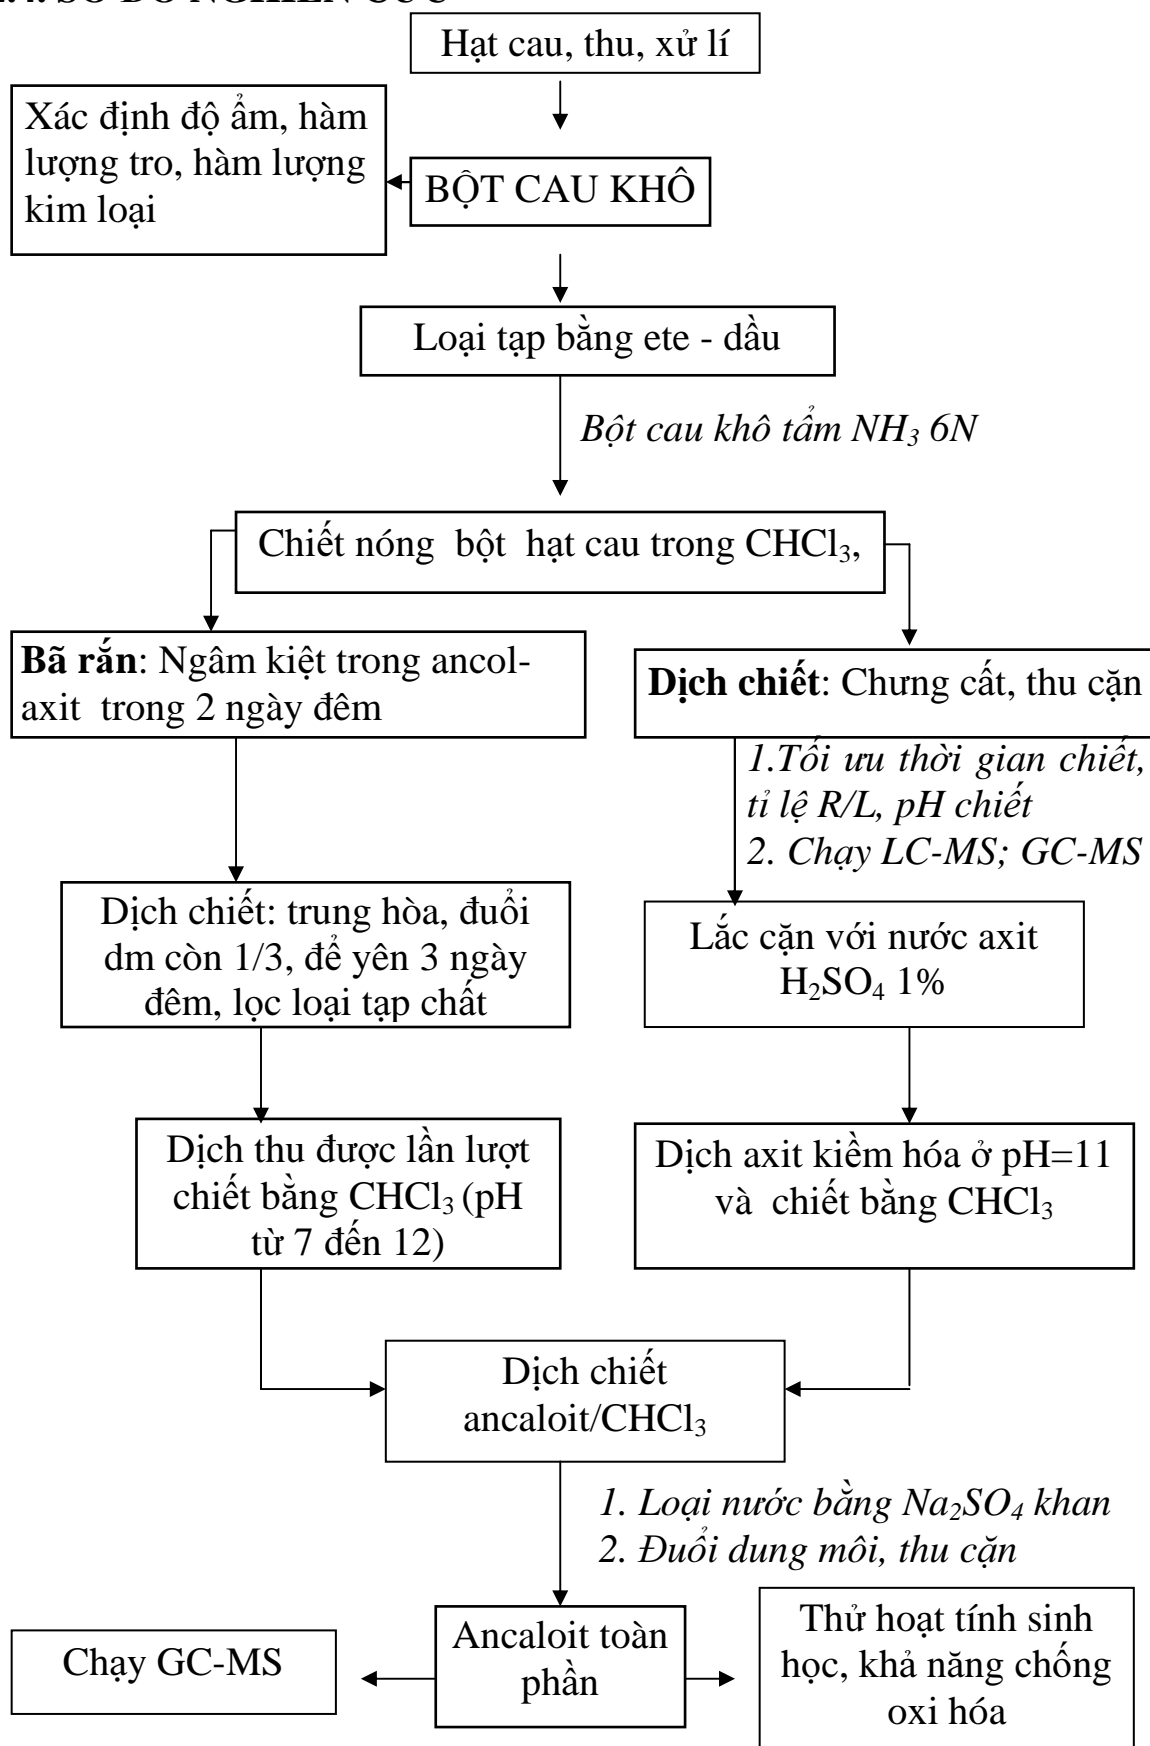 Hạt cau, thu, xử lí
Xác định độ ẩm, hàm
lượng tro, hàm lượng
kim loại
BỘT CAU KHÔ
Loại tạp bằng ete - dầu
Bột cau khô tẩm NH₃ 6N
Chiết nóng bột hạt cau trong CHCl₃,
Bã rắn: Ngâm kiệt trong ancol-
axit trong 2 ngày đêm
Dịch chiết: Chưng cất, thu cặn
1.Tối ưu thời gian chiết,
tỉ lệ R/L, pH chiết
2. Chạy LC-MS; GC-MS
Dịch chiết: trung hòa, đuổi
dm còn 1/3, để yên 3 ngày
đêm, lọc loại tạp chất
Lắc cặn với nước axit
H₂SO₄ 1%
Dịch thu được lần lượt
chiết bằng CHCl₃ (pH
từ 7 đến 12)
Dịch axit kiềm hóa ở pH=11
và chiết bằng CHCl₃
Dịch chiết
ancaloit/CHCl₃
1. Loại nước bằng Na₂SO₄ khan
2. Đuổi dung môi, thu cặn
Chạy GC-MS
Ancaloit toàn
phần
Thử hoạt tính sinh
học, khả năng chống
oxi hóa